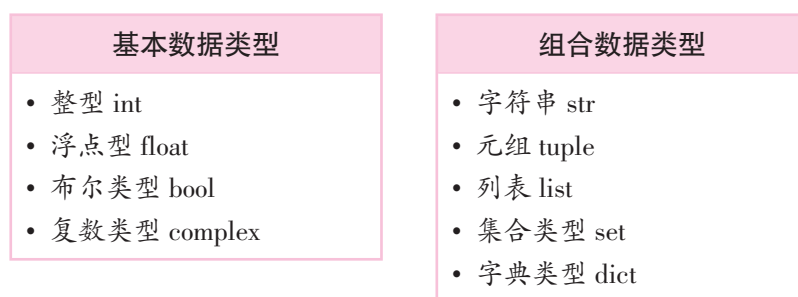 基本数据类型
• 整型 int
• 浮点型 float
• 布尔类型 bool
• 复数类型 complex
组合数据类型
• 字符串 str
• 元组 tuple
• 列表 list
• 集合类型 set
• 字典类型 dict